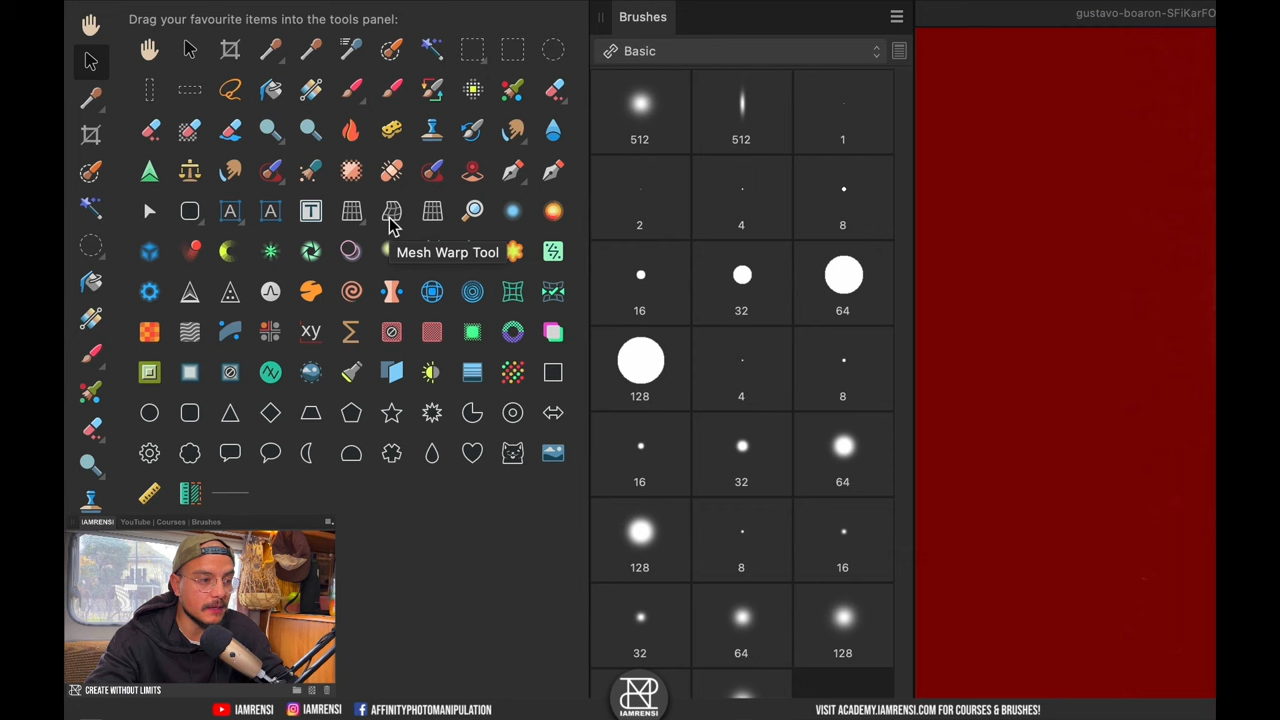 Drag your favourite items into the tools panel:
Mesh Warp Tool
Brushes
Basic
512
512
1
2
4
8
16
32
64
128
4
8
16
32
64
128
8
16
32
64
128
gustavo-boaron-SFiKarFO
IAMRENSI
YouTube | Courses | Brushes
CREATE WITHOUT LIMITS
IAMRENSI
IAMRENSI
AFFINITYPHOTOMANIPULATION
IAMRENSI
VISIT ACADEMY.IAMRENSI.COM FOR COURSES & BRUSHES!
A
A
T
xy
Σ